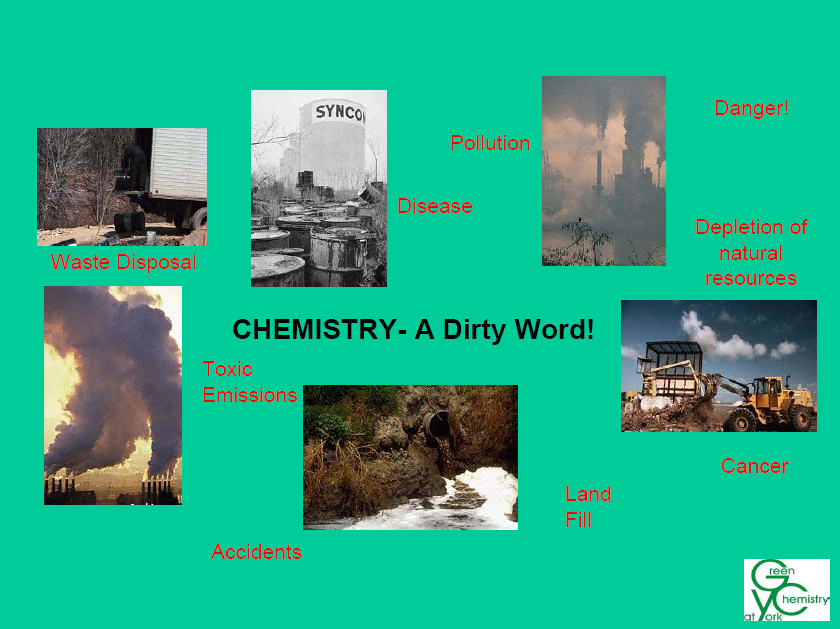 Danger!
SYNCO
Pollution
Disease
Depletion of
natural
resources
Waste Disposal
CHEMISTRY- A Dirty Word!
Toxic
Emissions
Cancer
Land
Fill
Accidents
Green
Chemistry
at York